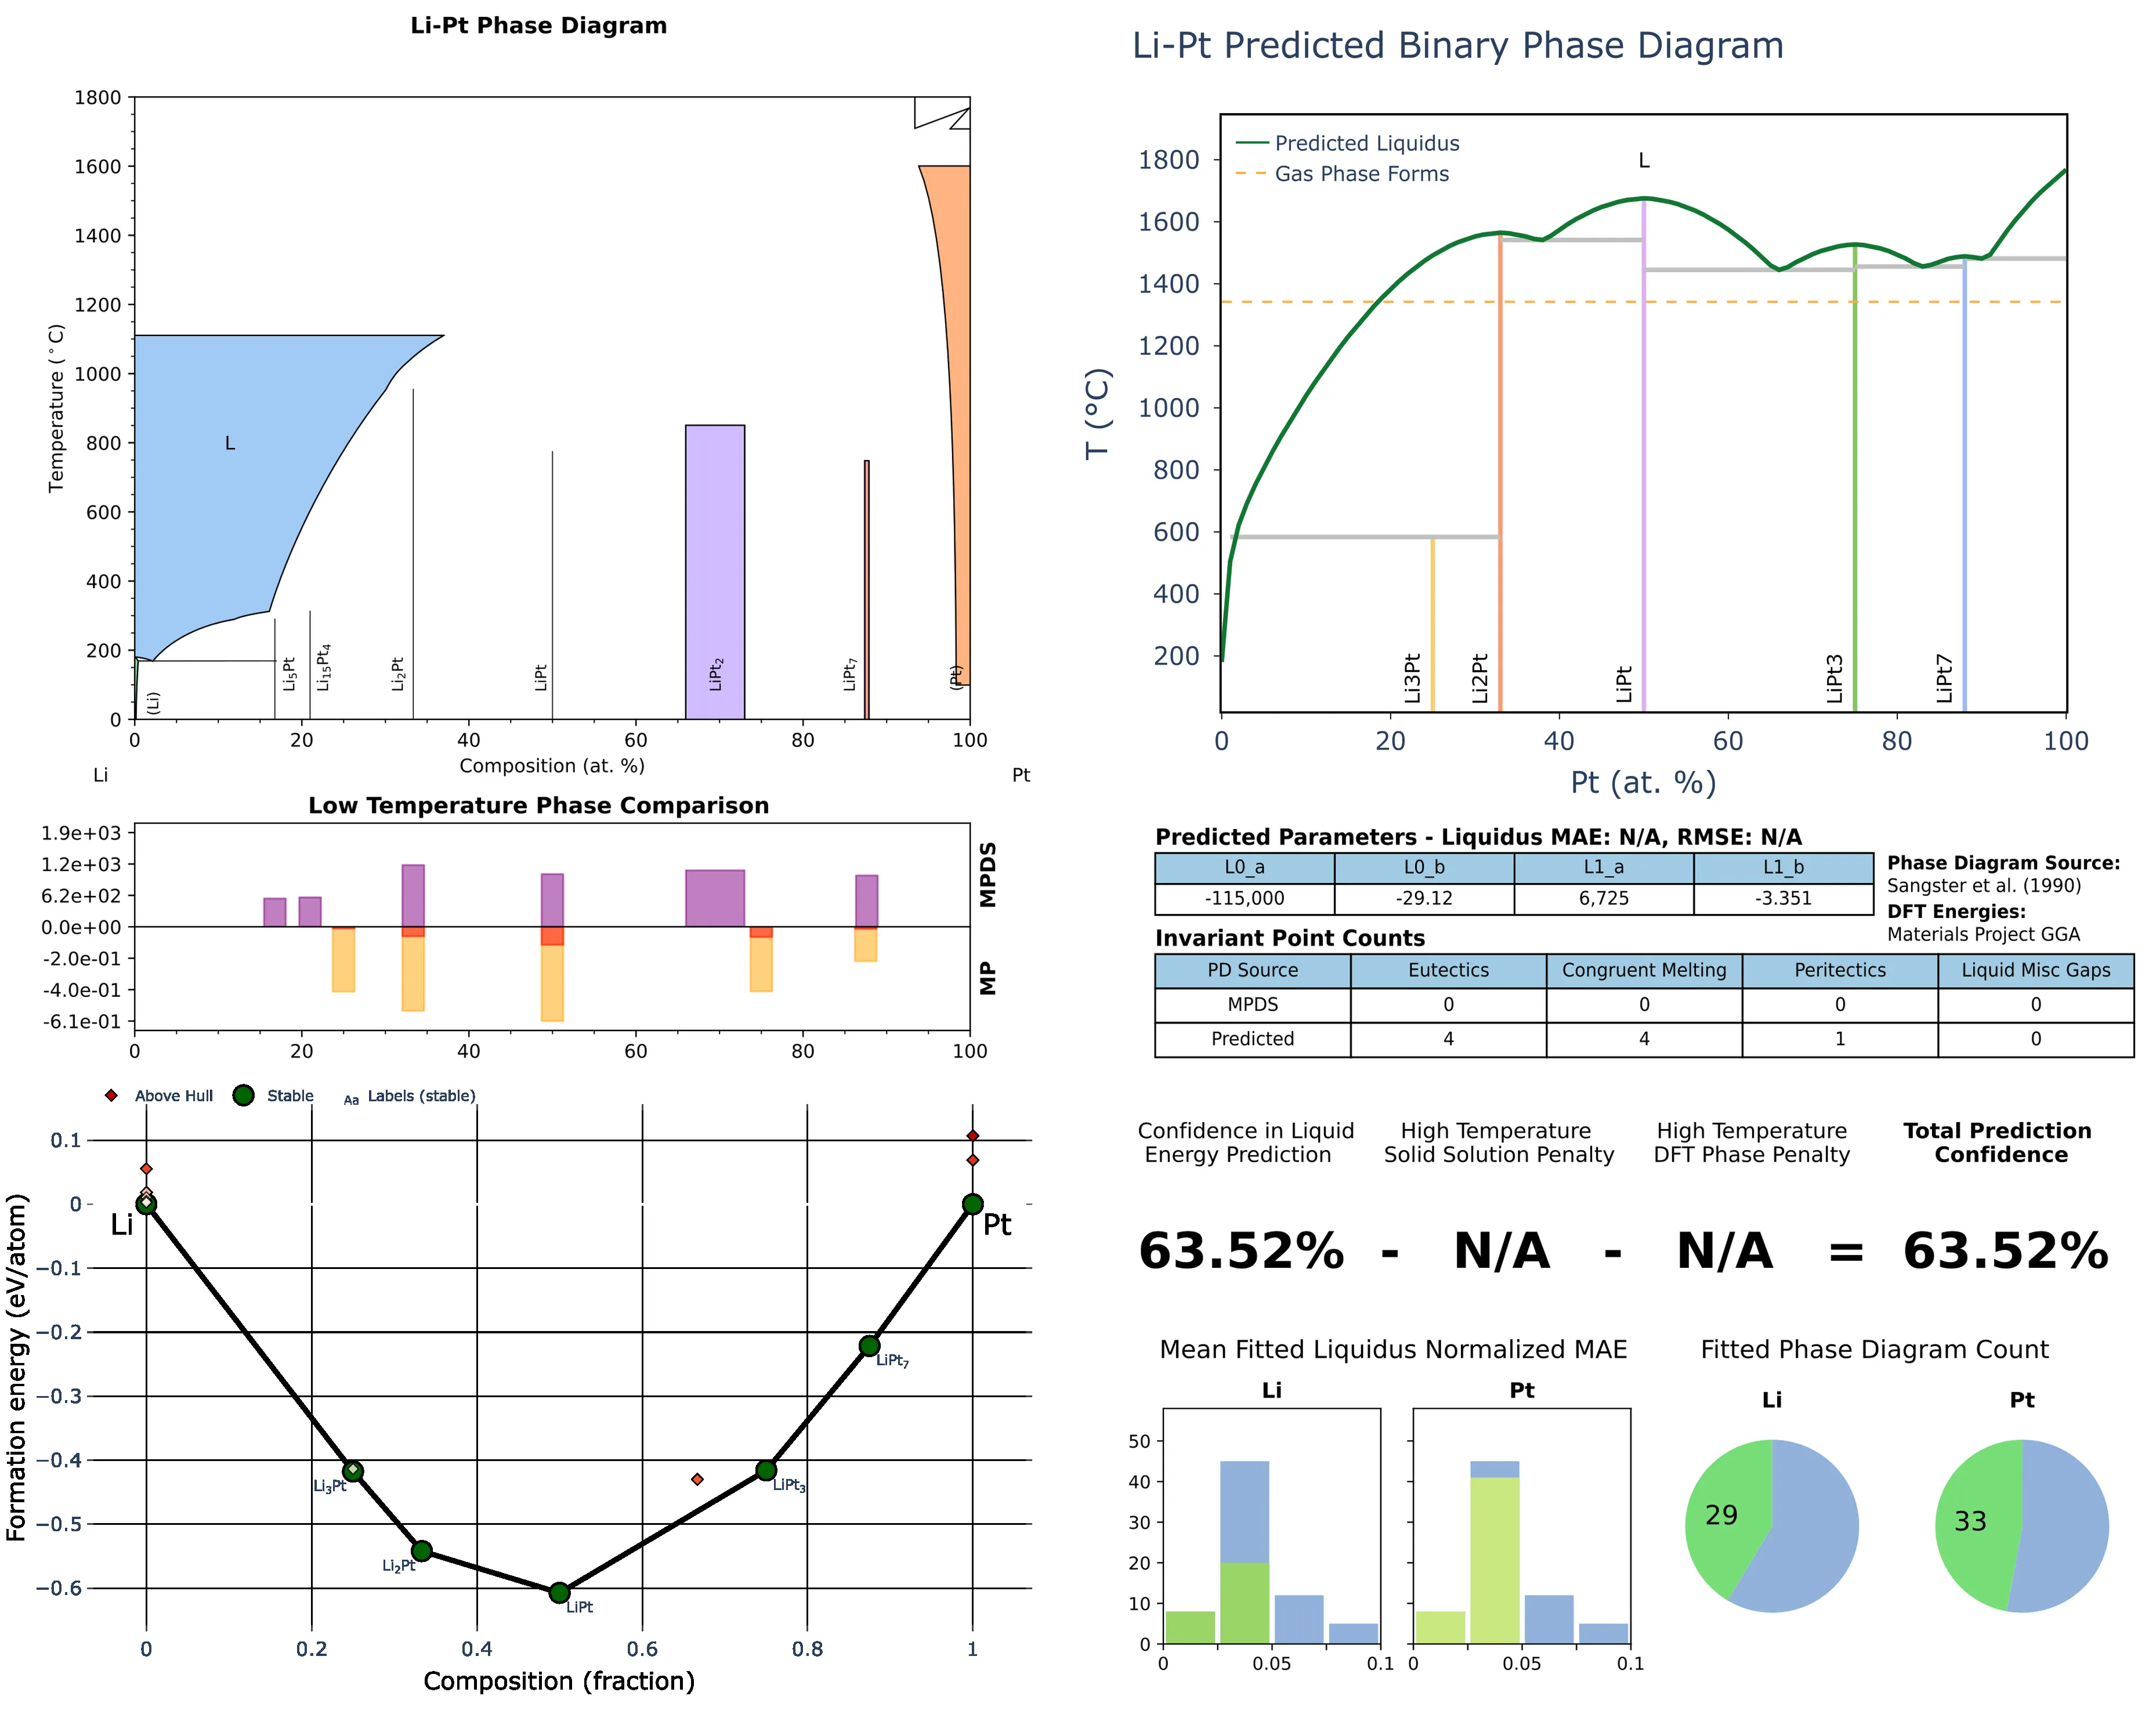 Li-Pt Phase Diagram
1800
1600
1400
1200
1000
800
600
400
200
0
Temperature (°C)
L
(Li)
Li5Pt
Li15Pt4
Li2Pt
LiPt
LiPt2
LiPt7
(Pt)
0 20 40 60 80 100
Composition (at. %)
Li Pt
Low Temperature Phase Comparison
1.9e+03
1.2e+03
6.2e+02
0.0e+00
-2.0e-01
-4.0e-01
-6.1e-01
MPDS
MP
0 20 40 60 80 100
Above Hull Stable Aa Labels (stable)
0.1
0
−0.1
−0.2
−0.3
−0.4
−0.5
−0.6
Formation energy (eV/atom)
Li
Pt
Li3Pt
Li2Pt
LiPt
LiPt3
LiPt7
0 0.2 0.4 0.6 0.8 1
Composition (fraction)
Li-Pt Predicted Binary Phase Diagram
Predicted Liquidus
Gas Phase Forms
L
1800
1600
1400
1200
1000
800
600
400
200
T (°C)
Li3Pt
Li2Pt
LiPt
LiPt3
LiPt7
0 20 40 60 80 100
Pt (at. %)
Predicted Parameters - Liquidus MAE: N/A, RMSE: N/A
L0_a L0_b L1_a L1_b
-115,000 -29.12 6,725 -3.351
Phase Diagram Source:
Sangster et al. (1990)
DFT Energies:
Materials Project GGA
Invariant Point Counts
PD Source Eutectics Congruent Melting Peritectics Liquid Misc Gaps
MPDS 0 0 0 0
Predicted 4 4 1 0
Confidence in Liquid
Energy Prediction
High Temperature
Solid Solution Penalty
High Temperature
DFT Phase Penalty
Total Prediction
Confidence
63.52% - N/A - N/A = 63.52%
Mean Fitted Liquidus Normalized MAE
Li Pt
50
40
30
20
10
0
0 0.05 0.1
0 0.05 0.1
Fitted Phase Diagram Count
Li Pt
29 33